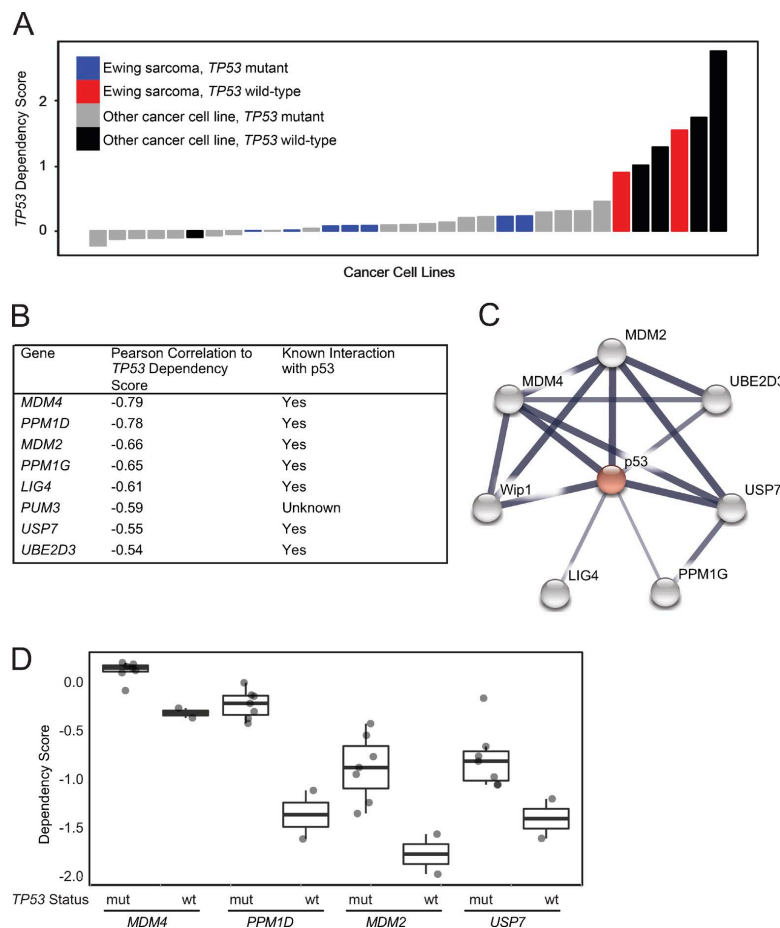 A
TP53 Dependency Score
2
1
0
Ewing sarcoma, TP53 mutant
Ewing sarcoma, TP53 wild-type
Other cancer cell line, TP53 mutant
Other cancer cell line, TP53 wild-type
Cancer Cell Lines
B
Gene Pearson Correlation to TP53 Dependency Score Known Interaction with p53
MDM4 -0.79 Yes
PPM1D -0.78 Yes
MDM2 -0.66 Yes
PPM1G -0.65 Yes
LIG4 -0.61 Yes
PUM3 -0.59 Unknown
USP7 -0.55 Yes
UBE2D3 -0.54 Yes
C
MDM2
MDM4
UBE2D3
p53
Wip1
USP7
LIG4
PPM1G
D
Dependency Score
0.0
-0.5
-1.0
-1.5
-2.0
TP53 Status mut wt mut wt mut wt mut wt
MDM4 PPM1D MDM2 USP7